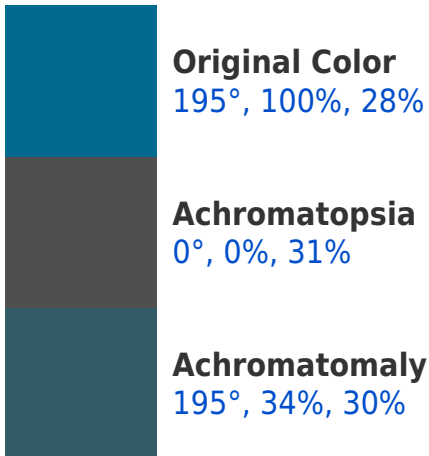 Original Color
195°, 100%, 28%
Achromatopsia
0°, 0%, 31%
Achromatomaly
195°, 34%, 30%